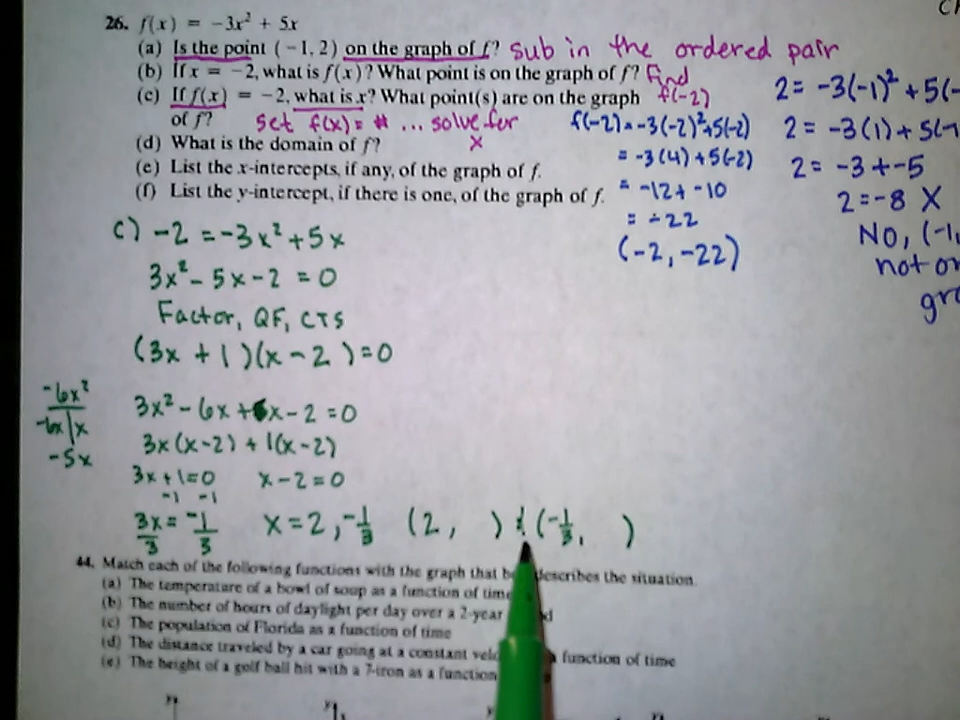 26. f(x) = -3x² + 5x
(a) Is the point (-1, 2) on the graph of f? Sub in the ordered pair
(b) If x = -2, what is f(x)? What point is on the graph of f? Find f(-2)
(c) If f(x) = -2, what is x? What point(s) are on the graph
of f? Set f(x) = # ... solve for x
(d) What is the domain of f?
(e) List the x-intercepts, if any, of the graph of f.
(f) List the y-intercept, if there is one, of the graph of f.
f(-2) = -3(-2)² + 5(-2)
= -3(4) + 5(-2)
= -12 + -10
= -22
(-2, -22)
2 = -3(-1)² + 5(-
2 = -3(1) + 5(-1
2 = -3 + -5
2 = -8 X
NO, (-1,
not on
gra
c) -2 = -3x² + 5x
3x² - 5x - 2 = 0
Factor, QF, CTS
(3x + 1)(x - 2) = 0
-6x²
-6x | x
-5x
3x² - 6x + x - 2 = 0
3x(x-2) + 1(x-2)
3x + 1 = 0 x - 2 = 0
-1 -1
3x = -1 x = 2, -1/3 (2, ) & (-1/3, )
3 3
44. Match each of the following functions with the graph that be describes the situation.
(a) The temperature of a bowl of soup as a function of time
(b) The number of hours of daylight per day over a 2-year d
(c) The population of Florida as a function of time
(d) The distance traveled by a car going at a constant velo function of time
(e) The height of a golf ball hit with a 7-iron as a function
y y